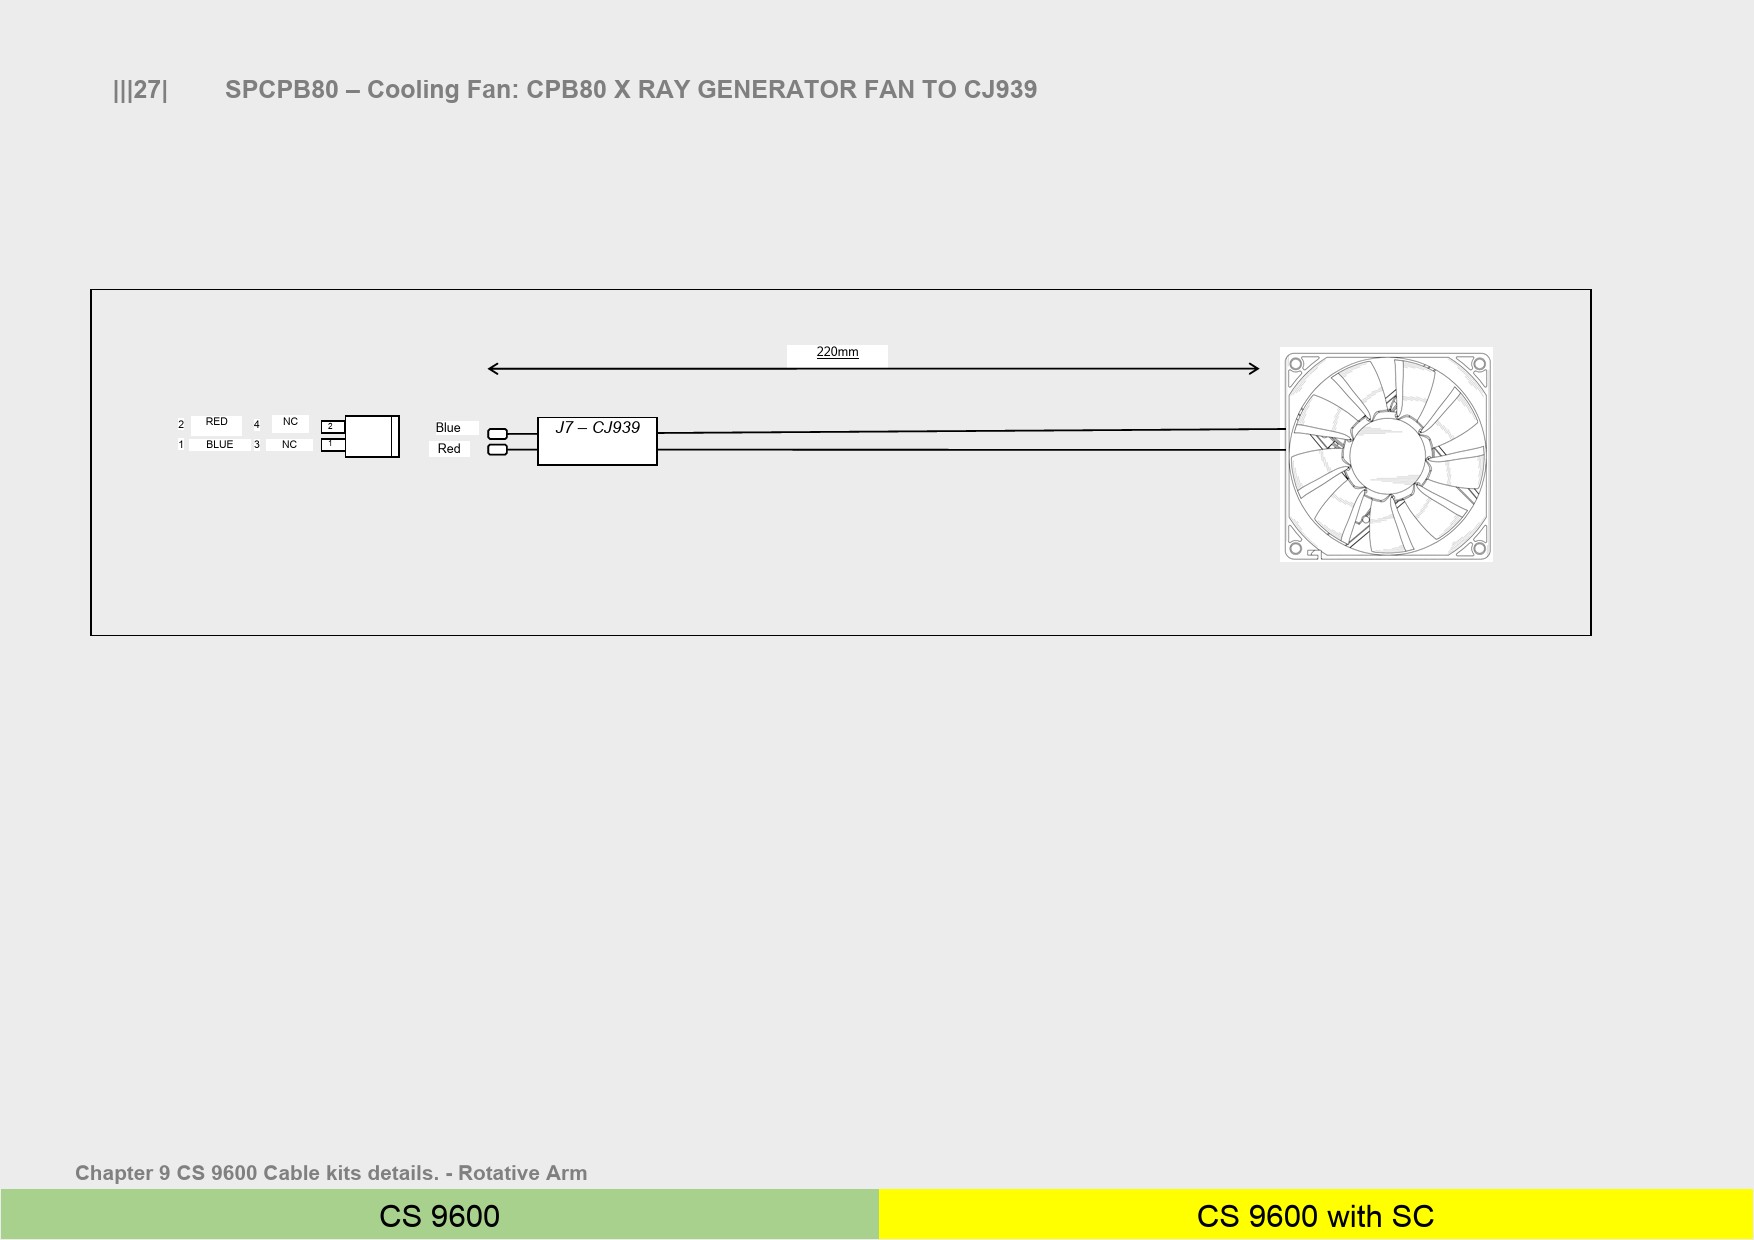 |||27| SPCPB80 – Cooling Fan: CPB80 X RAY GENERATOR FAN TO CJ939
220mm
2 RED 4 NC 2
1 BLUE 3 NC 1
Blue
Red
J7 – CJ939
Chapter 9 CS 9600 Cable kits details. - Rotative Arm
CS 9600
CS 9600 with SC